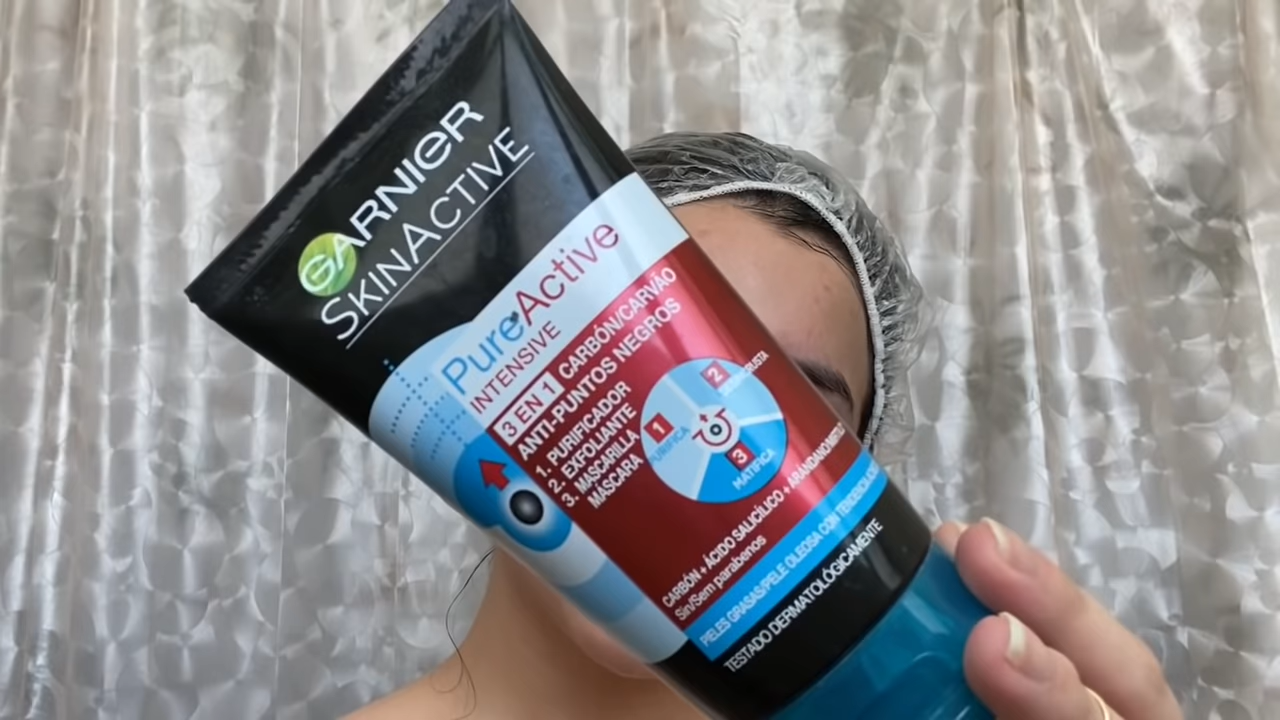 GARNIER
SKINACTIVE
PureActive
INTENSIVE
3 EN 1 CARBÓN/CARVÃO
ANTI-PUNTOS NEGROS
1. PURIFICADOR
2. EXFOLIANTE
3. MASCARILLA
MÁSCARA
1
PURIFICA
2
3
MATIFICA
CARBÓN + ÁCIDO SALICÍLICO +
Sin/Sem parabenos
PIELES GRASAS/PELE OLEOSA CON
TESTADO DERMATOLÓGICAMENTE